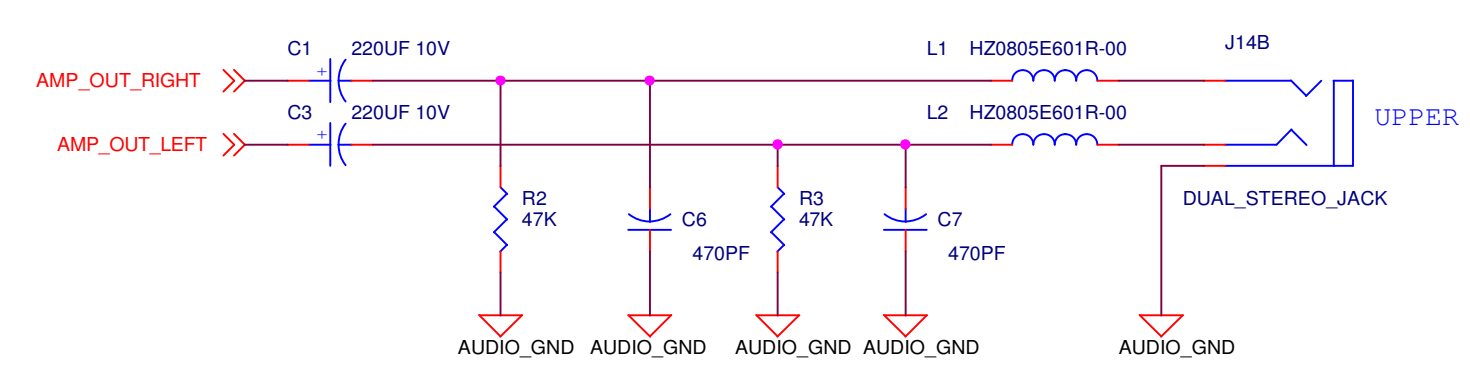 C1 220UF 10V L1 HZ0805E601R-00 J14B
+
AMP_OUT_RIGHT
C3 220UF 10V L2 HZ0805E601R-00 UPPER
+
AMP_OUT_LEFT
R2 R3 DUAL_STEREO_JACK
47K C6 47K C7
470PF 470PF
AUDIO_GND AUDIO_GND AUDIO_GND AUDIO_GND AUDIO_GND